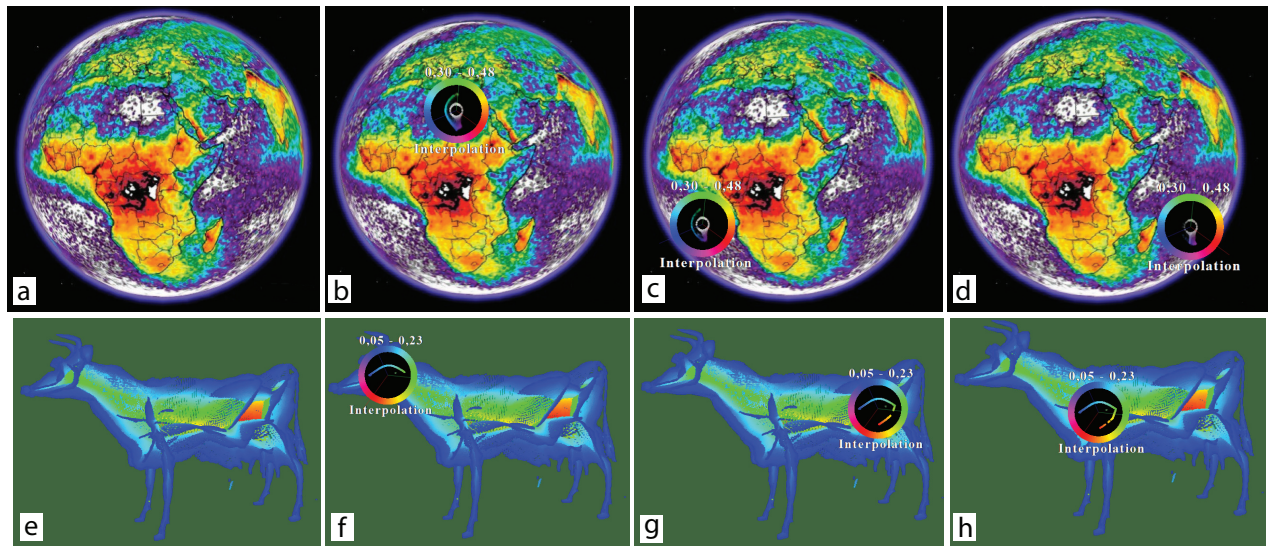 a
b
0,30 - 0,48
Interpolation
c
0,30 - 0,48
Interpolation
d
0,30 - 0,48
Interpolation
e
f
0,05 - 0,23
Interpolation
g
0,05 - 0,23
Interpolation
h
0,05 - 0,23
Interpolation